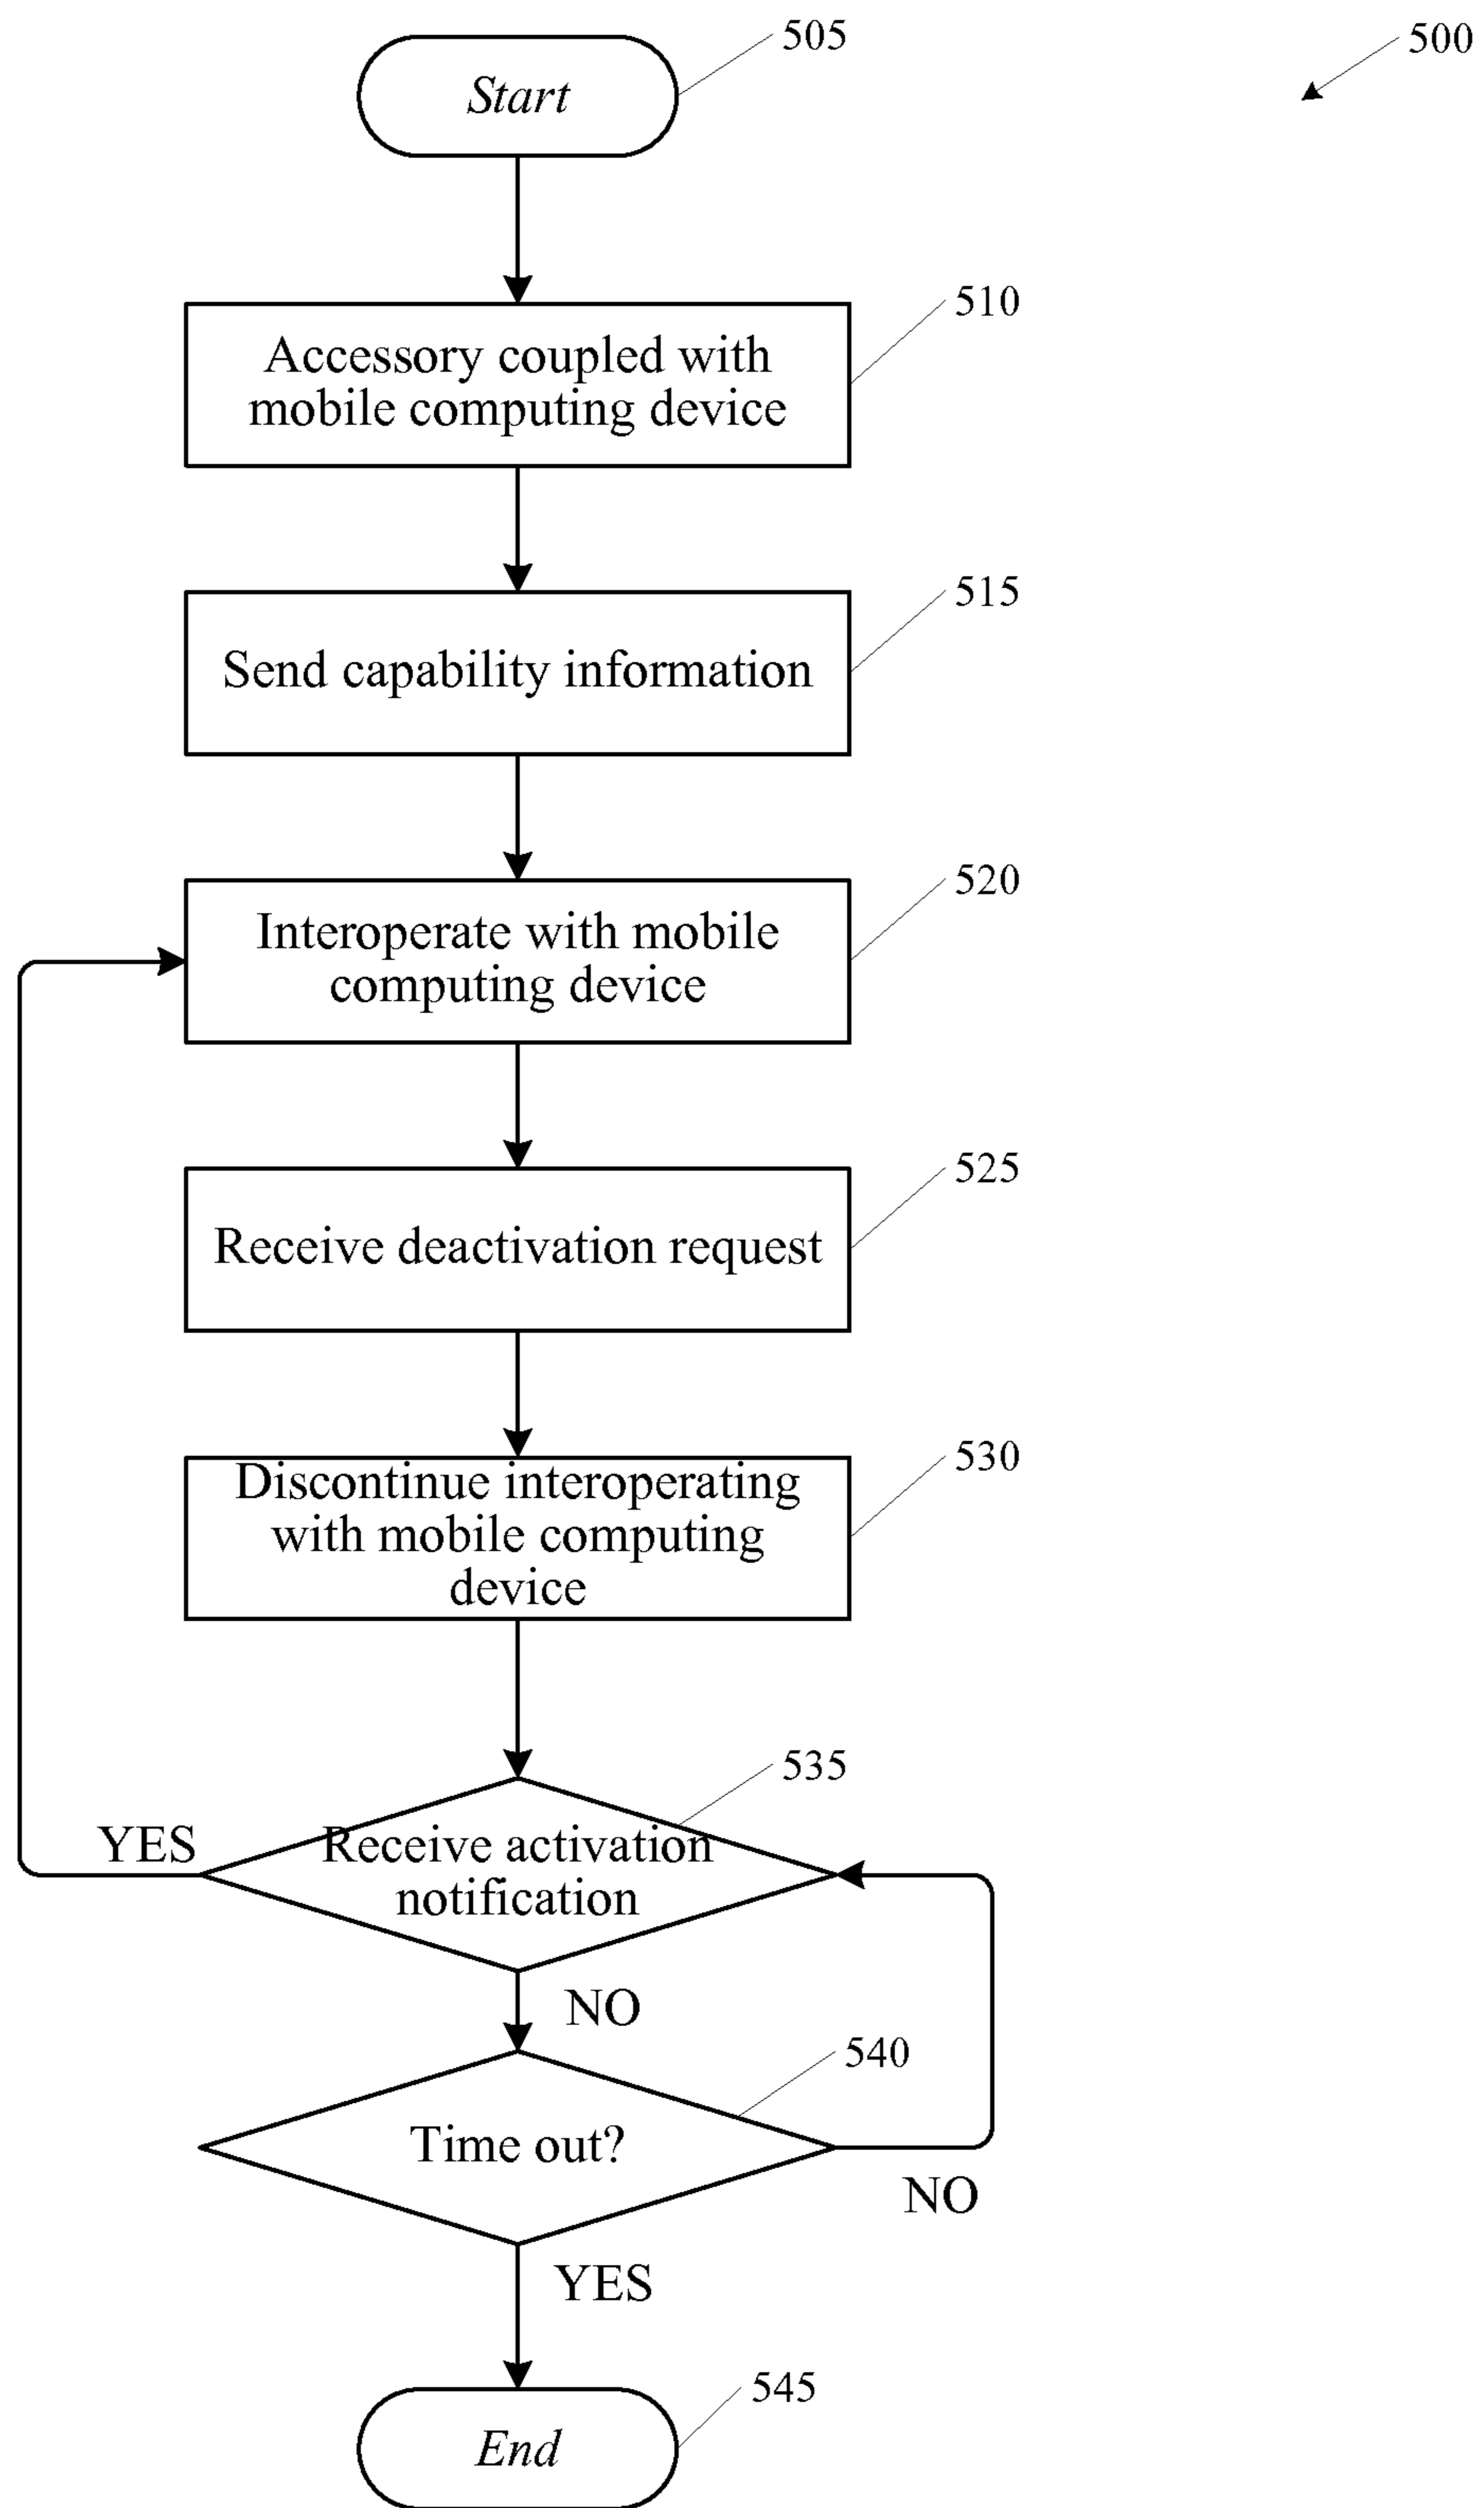 505
500
Start
510
Accessory coupled with
mobile computing device
515
Send capability information
520
Interoperate with mobile
computing device
525
Receive deactivation request
530
Discontinue interoperating
with mobile computing
device
535
YES
Receive activation
notification
NO
540
Time out?
NO
YES
545
End